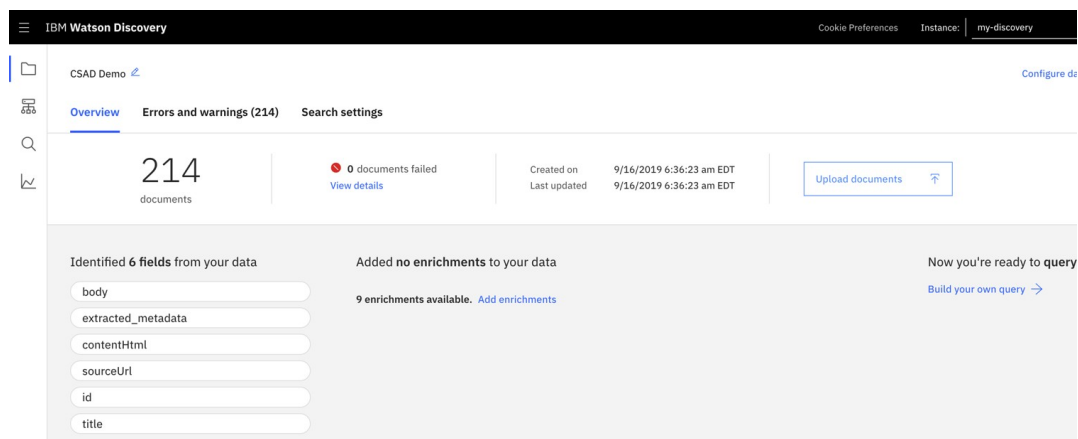 IBM Watson Discovery
Cookie Preferences Instance: my-discovery
CSAD Demo
Configure da
Overview Errors and warnings (214) Search settings
214
documents
0 documents failed
View details
Created on 9/16/2019 6:36:23 am EDT
Last updated 9/16/2019 6:36:23 am EDT
Upload documents
Identified 6 fields from your data
body
extracted_metadata
contentHtml
sourceUrl
id
title
Added no enrichments to your data
9 enrichments available. Add enrichments
Now you're ready to query
Build your own query